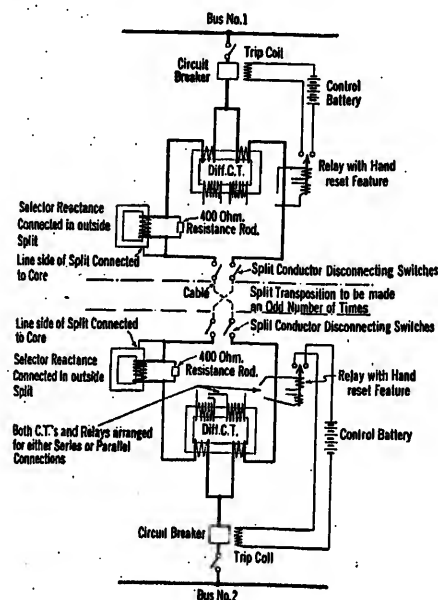 Bus No.1
Trip Coil
Circuit
Breaker
Control
Battery
Diff.C.T.
Relay with Hand
reset Feature
Selector Reactance
Connected in outside
Split
400 Ohm.
Resistance Rod.
Line side of Split Connected
to Core
Split Conductor Disconnecting Switches
Cable
Split Transposition to be made
an Odd Number of Times
Line side of Split Connected
to Core
Split Conductor Disconnecting Switches
Selector Reactance
Connected in outside
Split
400 Ohm.
Resistance Rod.
Relay with Hand
reset Feature
Both C.T.'s and Relays arranged
for either Series or Parallel
Connections
Diff.C.T.
Control Battery
Circuit Breaker
Trip Coil
Bus No.2